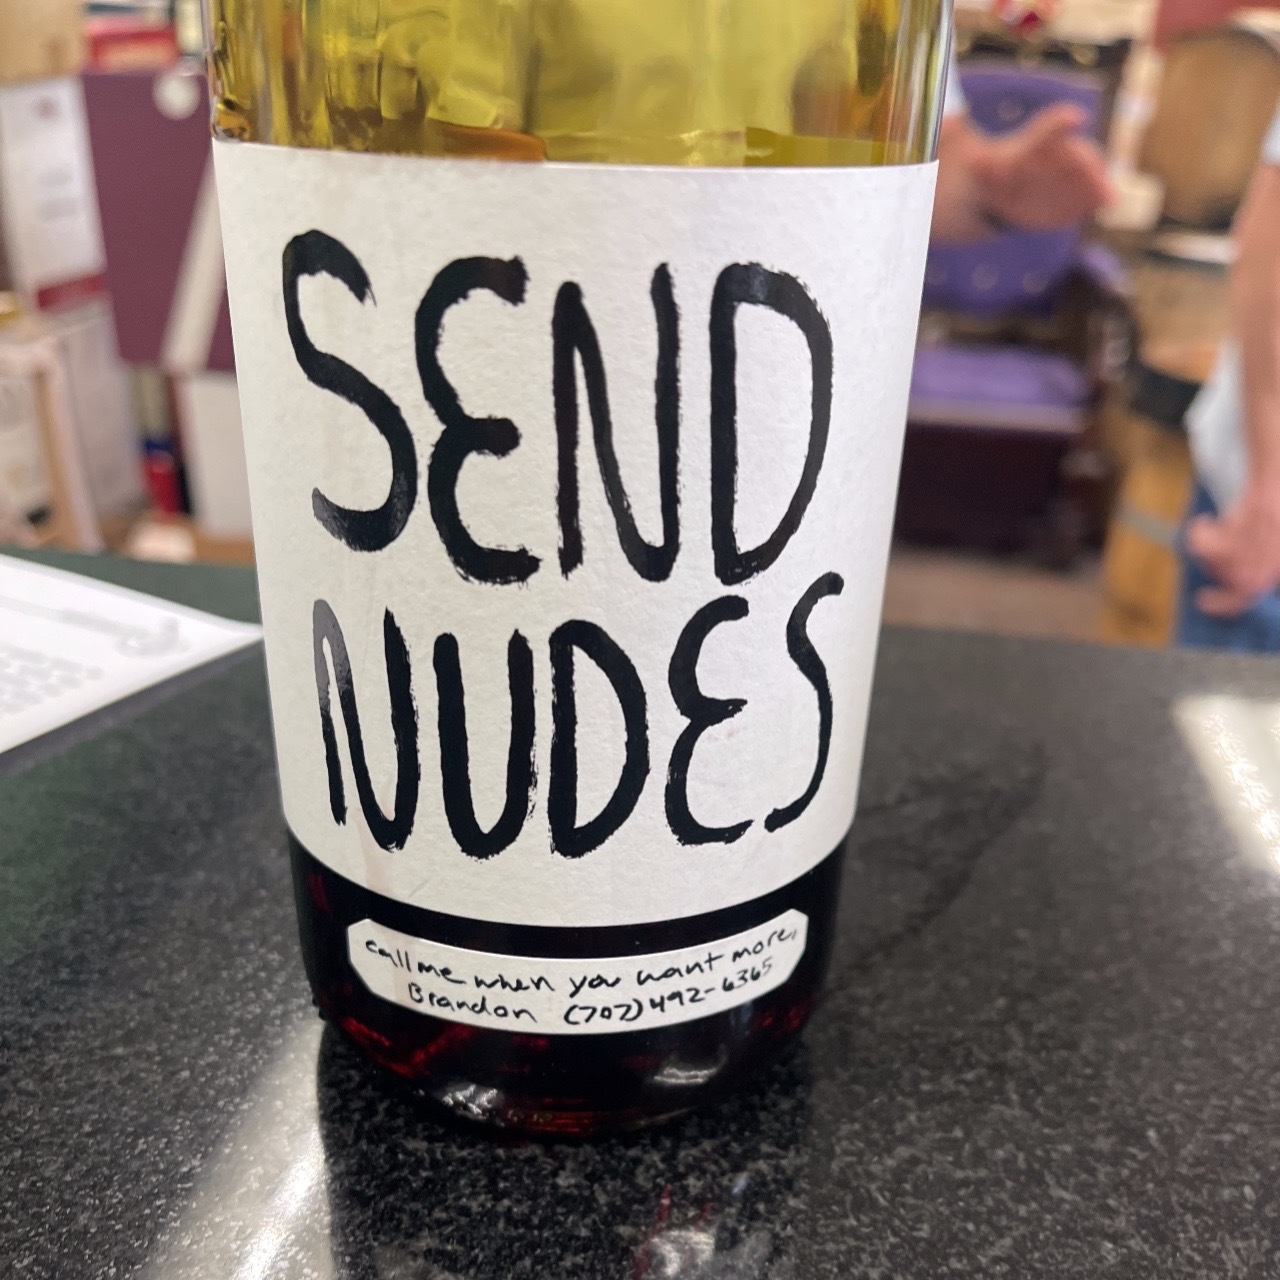 SEND
NUDES
call me when you want more,
Brandon (707)492-6365